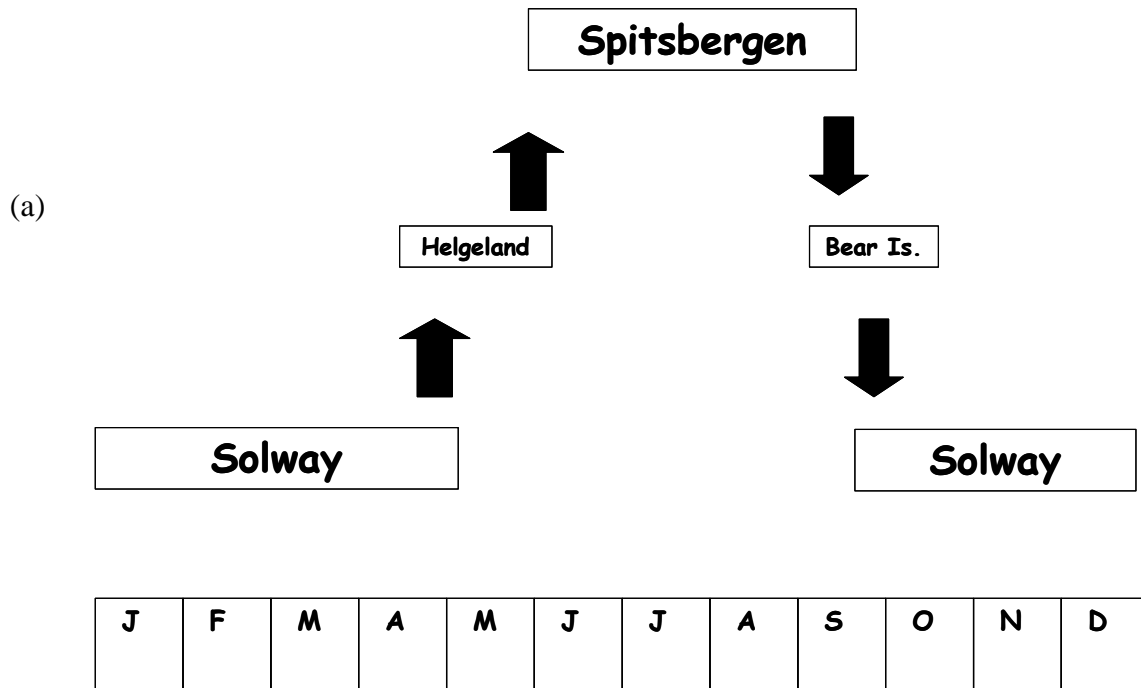 Spitsbergen
(a)
Helgeland
Bear Is.
Solway
Solway
J F M A M J J A S O N D